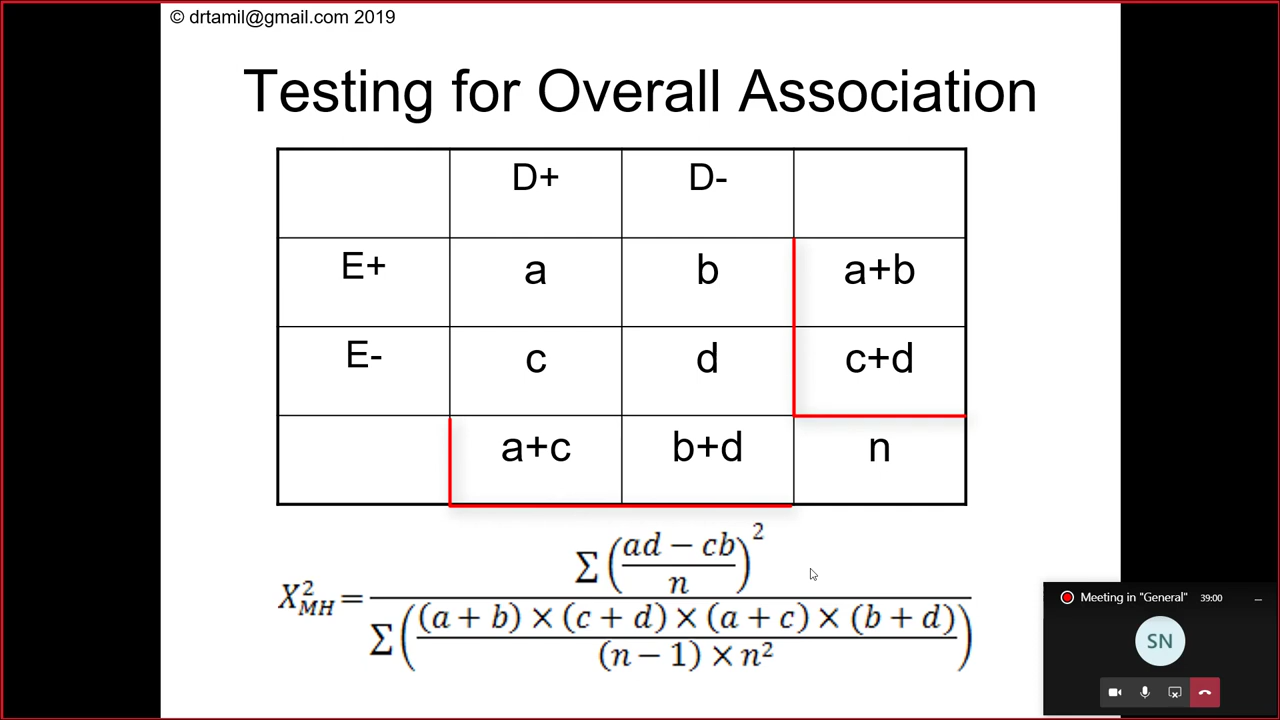 © drtamil@gmail.com 2019
Testing for Overall Association
D+ D-
E+ a b a+b
E- c d c+d
a+c b+d n
X²_MH = Σ((ad − cb)/n)² / Σ(((a + b) × (c + d) × (a + c) × (b + d))/((n − 1) × n²))
Meeting in "General" 39:00
SN